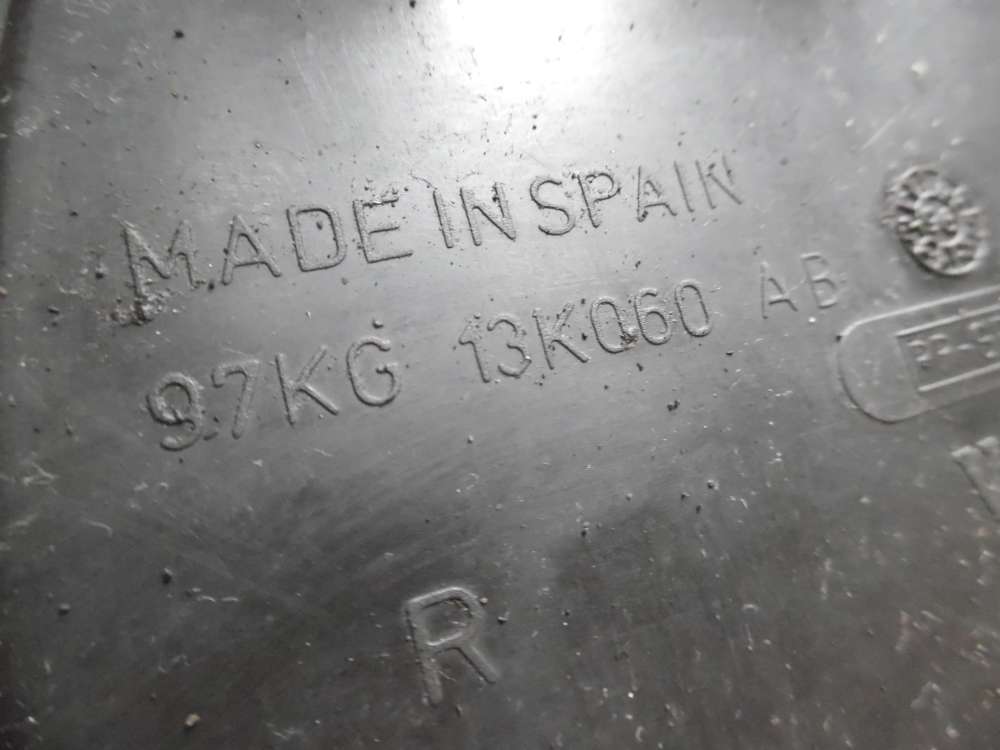 MADE IN SPAIN
97KG 13K060 AB
R